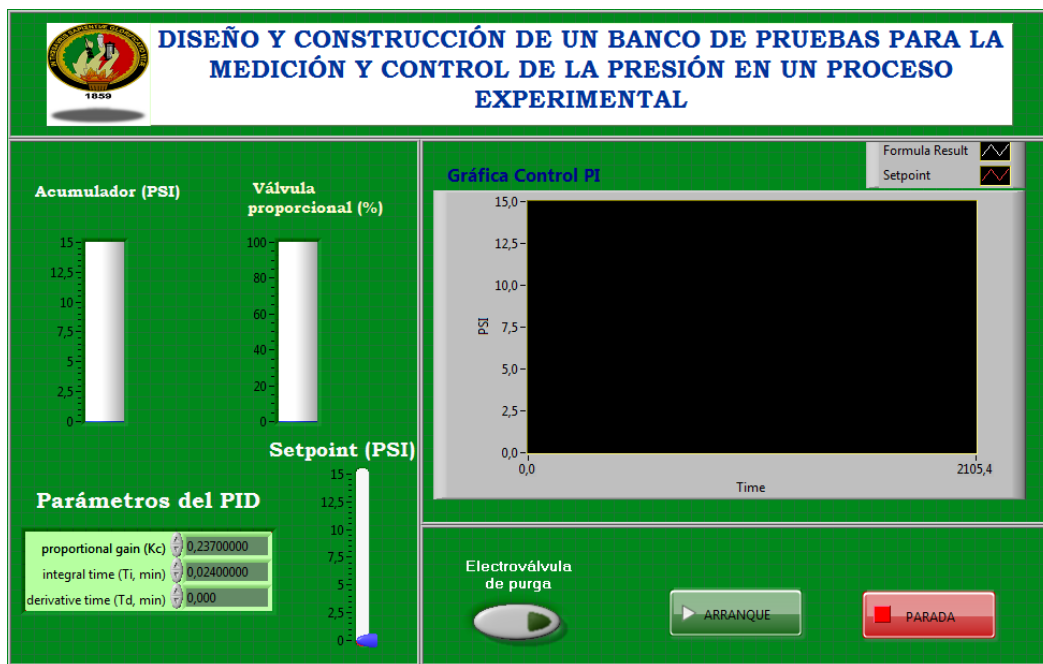 DISEÑO Y CONSTRUCCIÓN DE UN BANCO DE PRUEBAS PARA LA
MEDICIÓN Y CONTROL DE LA PRESIÓN EN UN PROCESO
EXPERIMENTAL
1859
Acumulador (PSI)
15
12,5
10
7,5
5
2,5
0
Válvula
proporcional (%)
100
80
60
40
20
0
Setpoint (PSI)
15
12,5
10
7,5
5
2,5
0
Parámetros del PID
proportional gain (Kc) 0,23700000
integral time (Ti, min) 0,02400000
derivative time (Td, min) 0,000
Gráfica Control PI
Formula Result
Setpoint
15,0
12,5
10,0
7,5
5,0
2,5
0,0
PSI
0,0
2105,4
Time
Electroválvula
de purga
ARRANQUE
PARADA